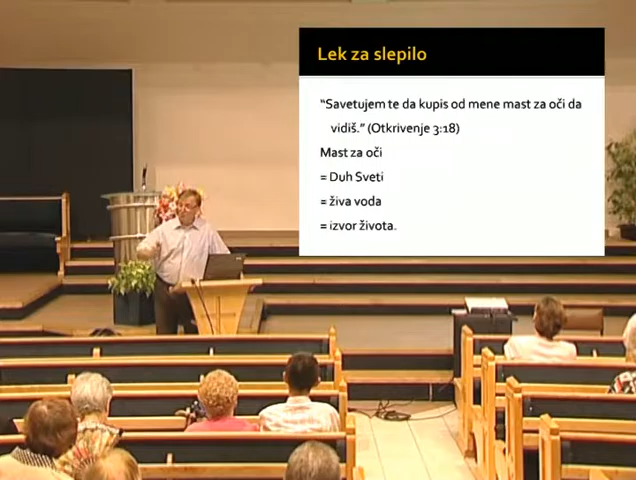 Lek za slepilo
“Savetujem te da kupis od mene mast za oči da
vidiš.” (Otkrivenje 3:18)
Mast za oči
= Duh Sveti
= živa voda
= izvor života.